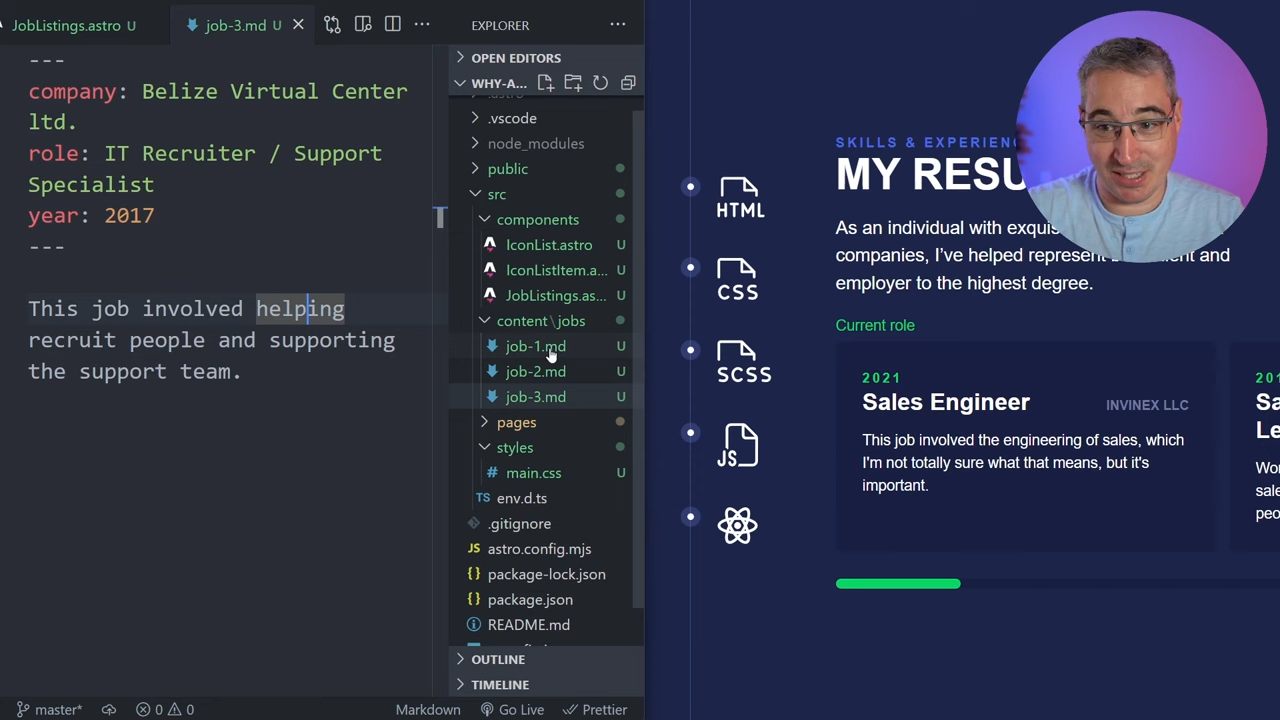 JobListings.astro U
job-3.md U
---
company: Belize Virtual Center
ltd.
role: IT Recruiter / Support
Specialist
year: 2017
---
This job involved helping
recruit people and supporting
the support team.
EXPLORER
OPEN EDITORS
WHY-A...
.vscode
node_modules
public
src
components
IconList.astro U
IconListItem.a... U
JobListings.as... U
content\jobs
job-1.md U
job-2.md U
job-3.md U
pages
styles
# main.css U
TS env.d.ts
.gitignore
JS astro.config.mjs
{} package-lock.json
{} package.json
README.md
OUTLINE
TIMELINE
master*
0 0
Markdown
Go Live
Prettier
HTML
CSS
SCSS
JS
SKILLS & EXPERIENC
MY RESU
As an individual with exquis
companies, I've helped represent
and
employer to the highest degree.
Current role
2021
Sales Engineer
INVINEX LLC
This job involved the engineering of sales, which
I'm not totally sure what that means, but it's
important.
201
Sa
Le
Wor
sale
peo